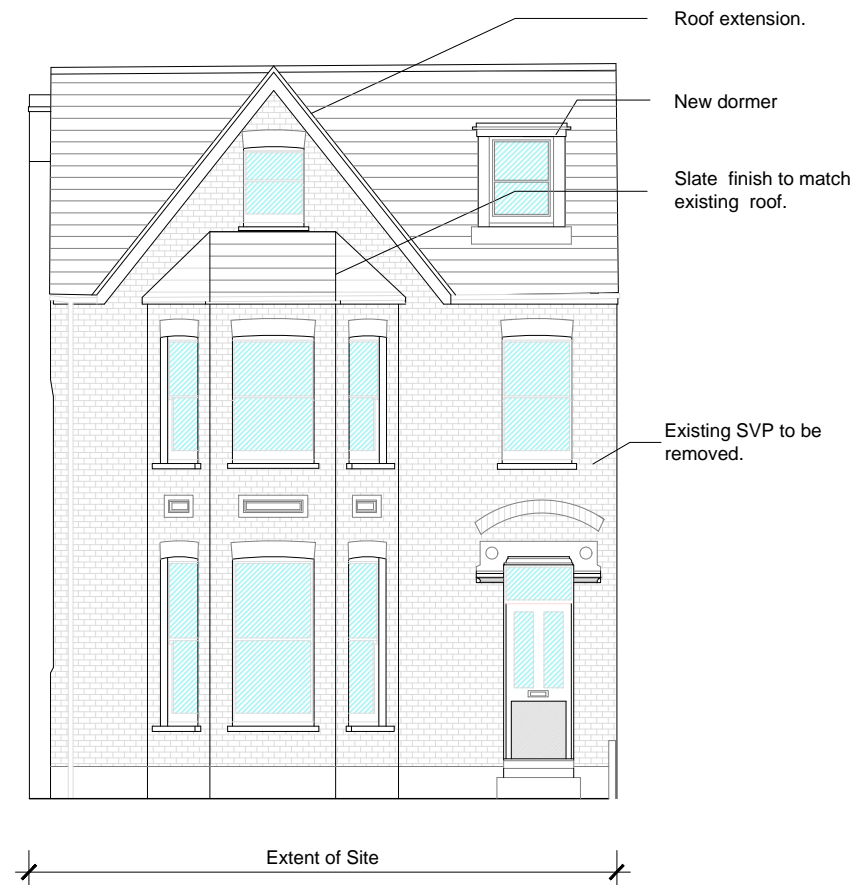 Roof extension.
New dormer
Slate finish to match
existing roof.
Existing SVP to be
removed.
Extent of Site